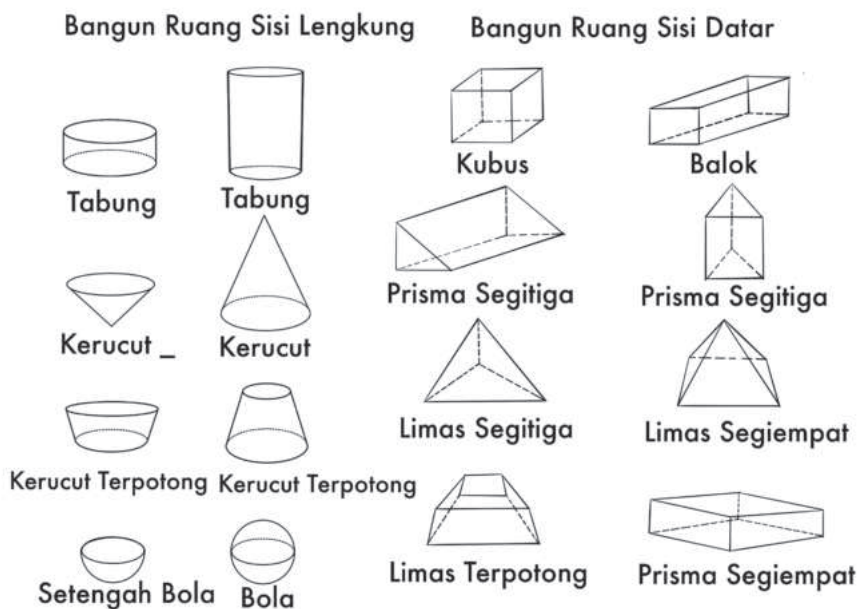 Bangun Ruang Sisi Lengkung
Tabung
Tabung
Kerucut _
Kerucut
Kerucut Terpotong
Kerucut Terpotong
Setengah Bola
Bola
Bangun Ruang Sisi Datar
Kubus
Balok
Prisma Segitiga
Prisma Segitiga
Limas Segitiga
Limas Segiempat
Limas Terpotong
Prisma Segiempat